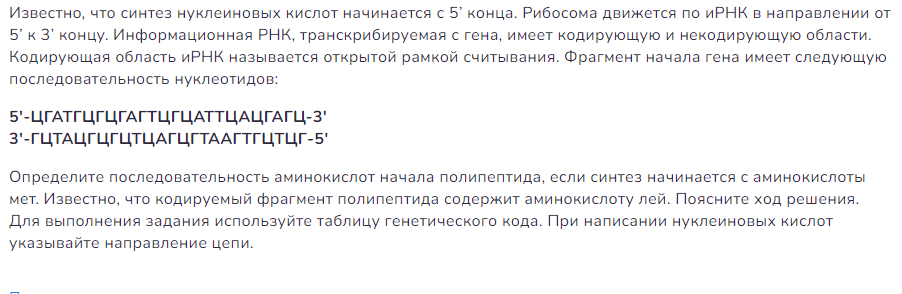 Известно, что синтез нуклеиновых кислот начинается с 5’ конца. Рибосома движется по иРНК в направлении от
5’ к 3’ концу. Информационная РНК, транскрибируемая с гена, имеет кодирующую и некодирующую области.
Кодирующая область иРНК называется открытой рамкой считывания. Фрагмент начала гена имеет следующую
последовательность нуклеотидов:
5'-ЦГАТГЦГЦГАГТЦГЦАТТЦАЦГАГЦ-3'
3'-ГЦТАЦГЦГЦТЦАГЦГТААГТГЦТЦГ-5'
Определите последовательность аминокислот начала полипептида, если синтез начинается с аминокислоты
мет. Известно, что кодируемый фрагмент полипептида содержит аминокислоту лей. Поясните ход решения.
Для выполнения задания используйте таблицу генетического кода. При написании нуклеиновых кислот
указывайте направление цепи.